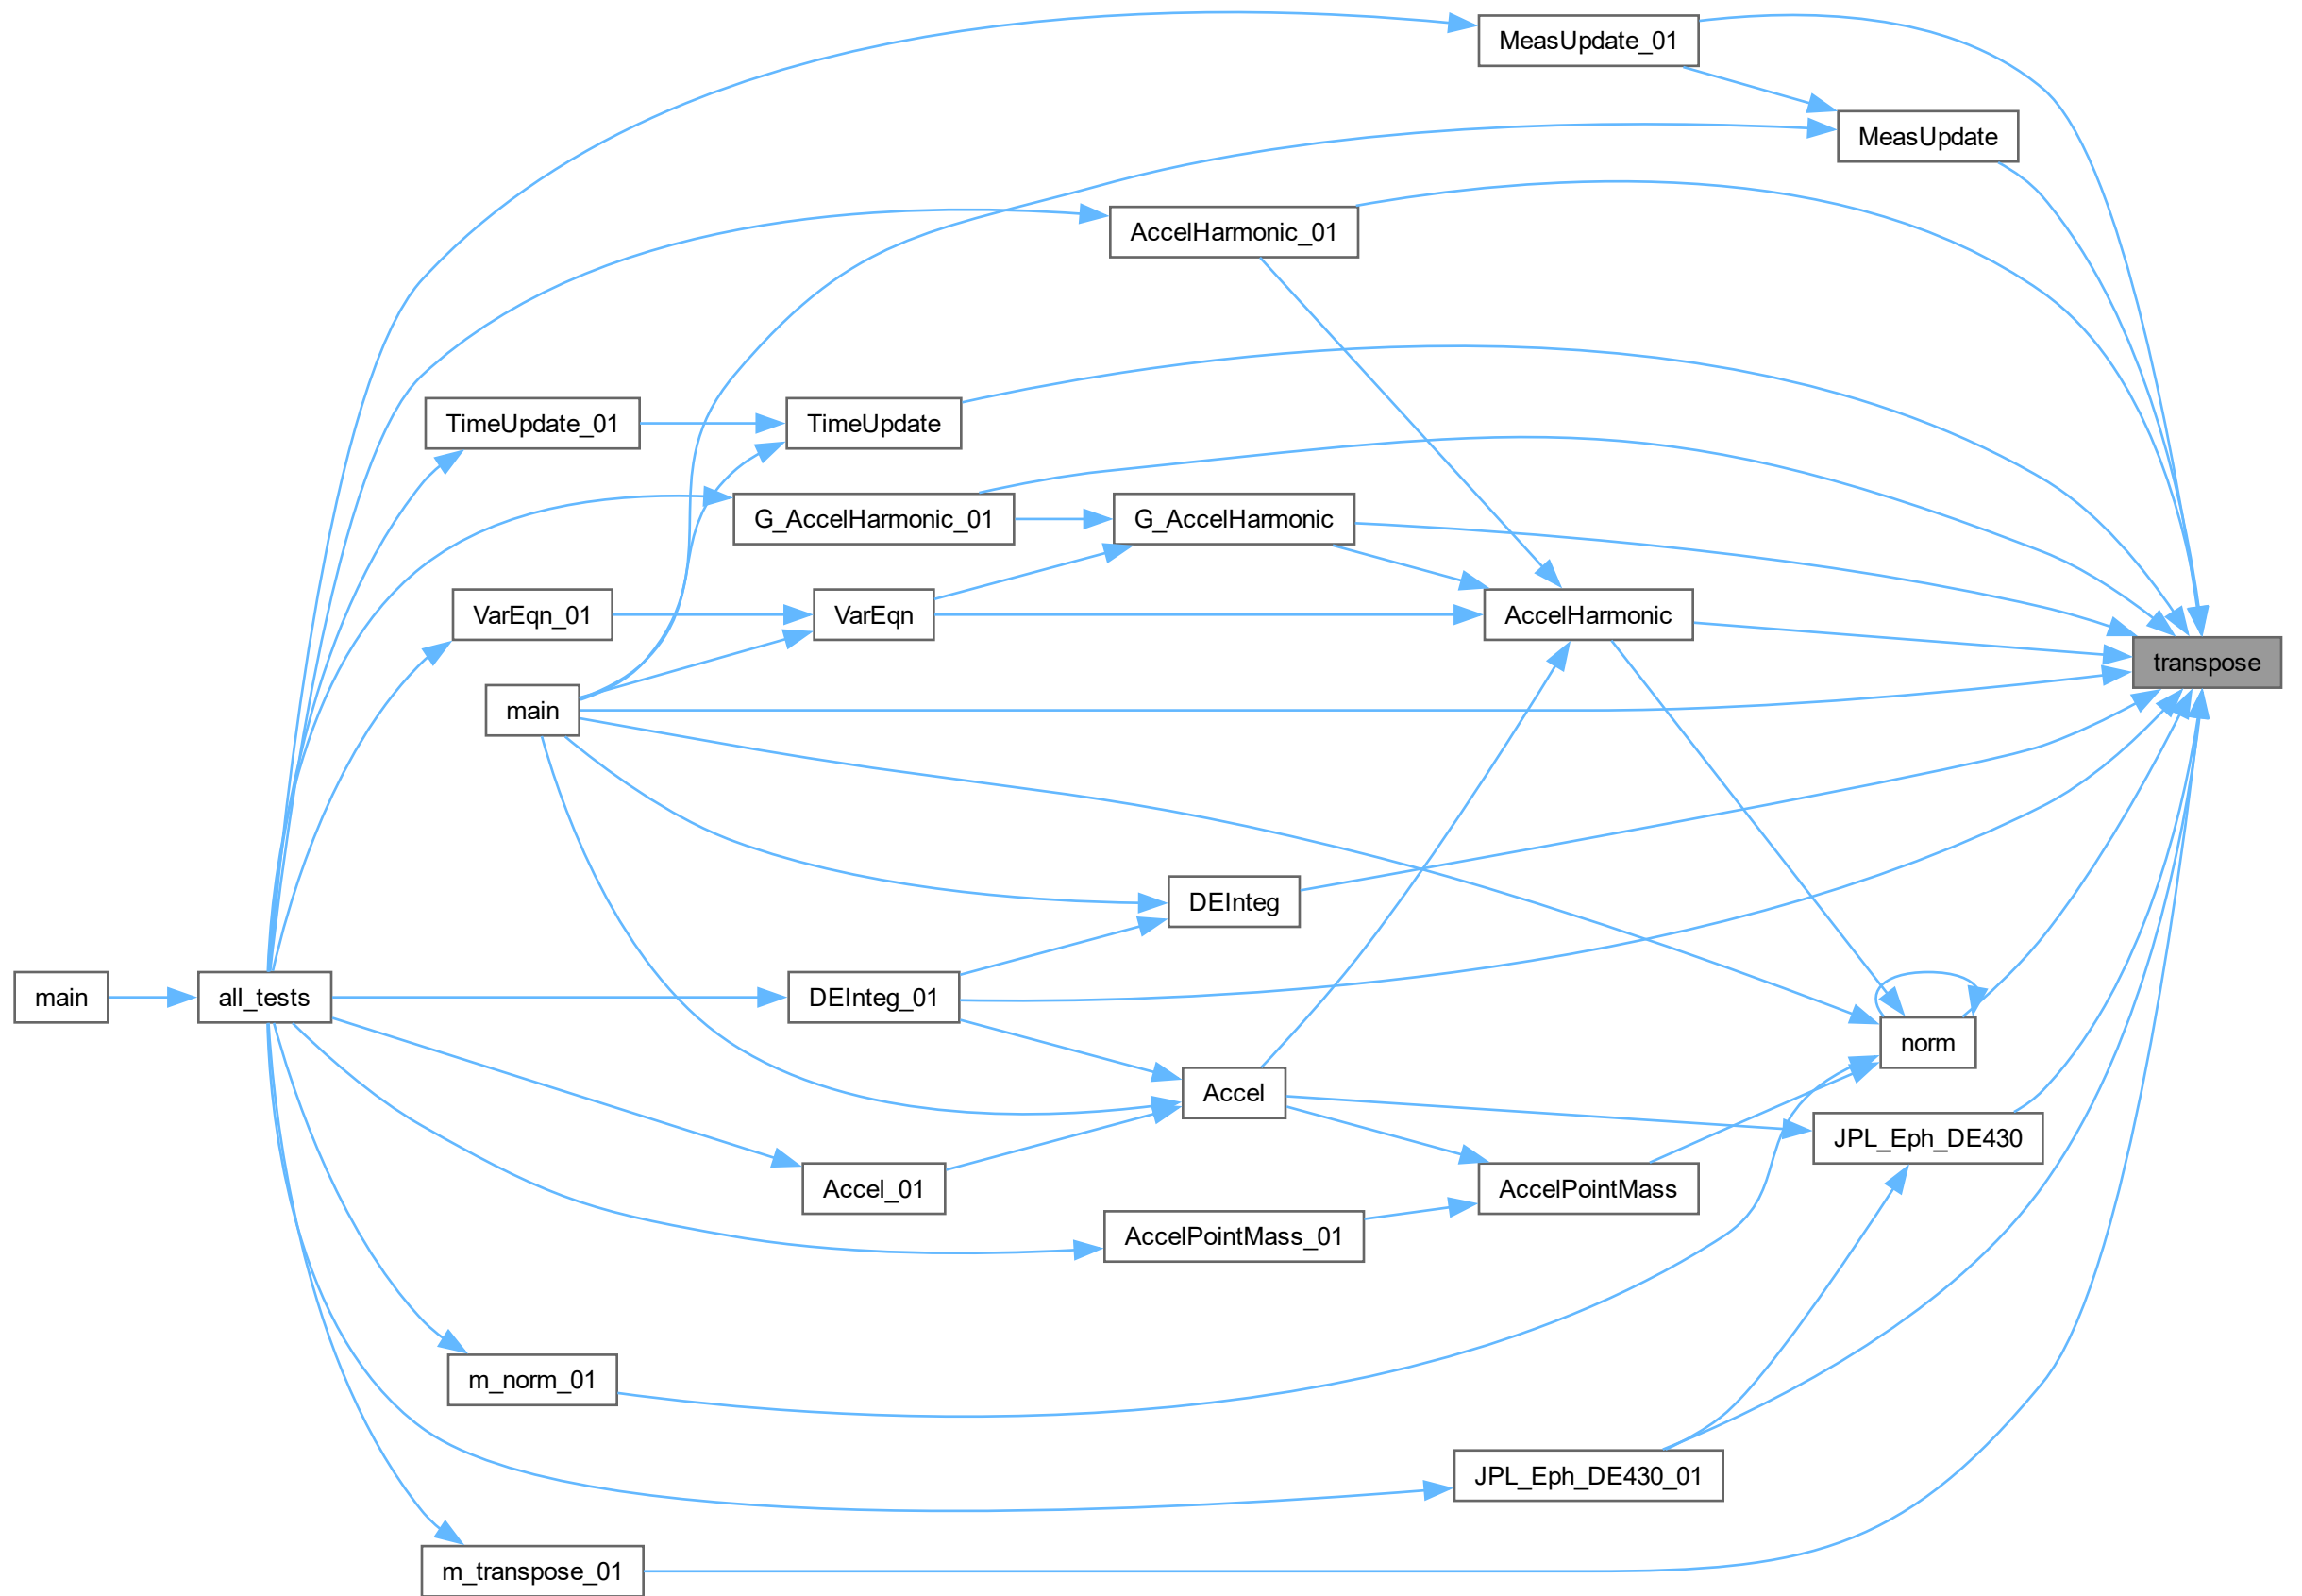 MeasUpdate_01
MeasUpdate
AccelHarmonic_01
TimeUpdate_01
TimeUpdate
G_AccelHarmonic_01
G_AccelHarmonic
VarEqn_01
VarEqn
AccelHarmonic
transpose
main
DEInteg
main
all_tests
DEInteg_01
norm
Accel
JPL_Eph_DE430
Accel_01
AccelPointMass
AccelPointMass_01
m_norm_01
JPL_Eph_DE430_01
m_transpose_01